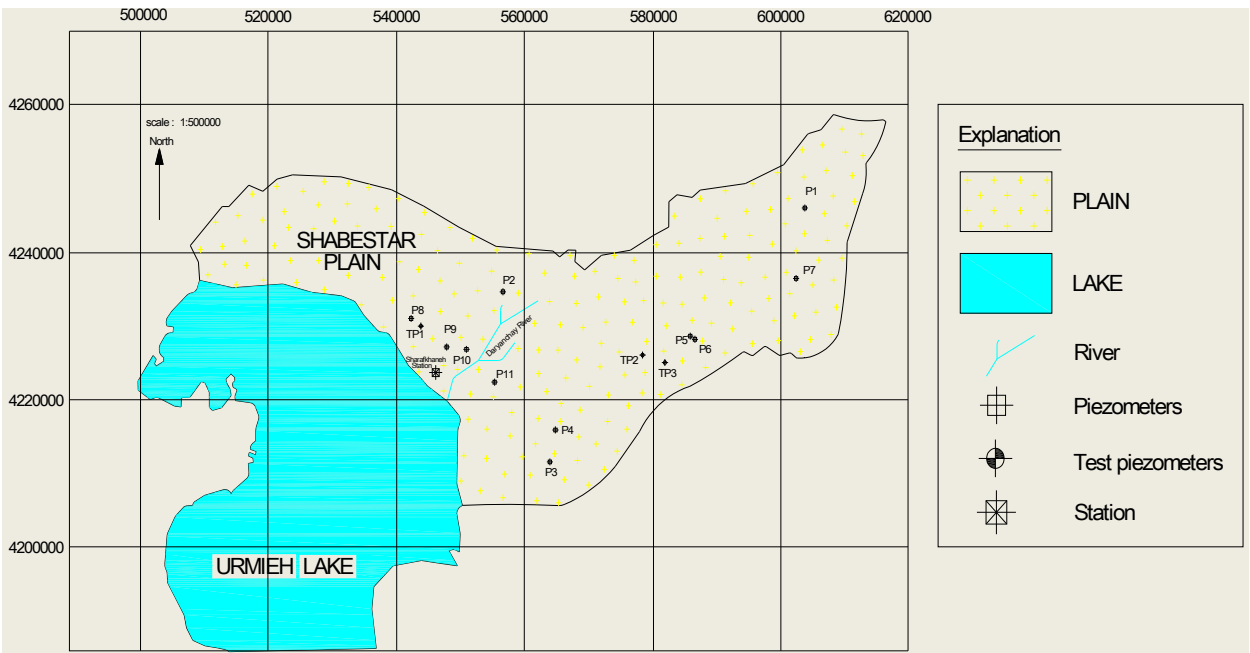 500000
520000
540000
560000
580000
600000
620000
4260000
4240000
4220000
4200000
scale : 1:500000
North
SHABESTAR
PLAIN
P1
P7
P2
P8
TP1
P9
P10
Sharafkhaneh
Station
Daryanchay River
P11
P5
P6
TP2
TP3
P4
P3
URMIEH LAKE
Explanation
PLAIN
LAKE
River
Piezometers
Test piezometers
Station